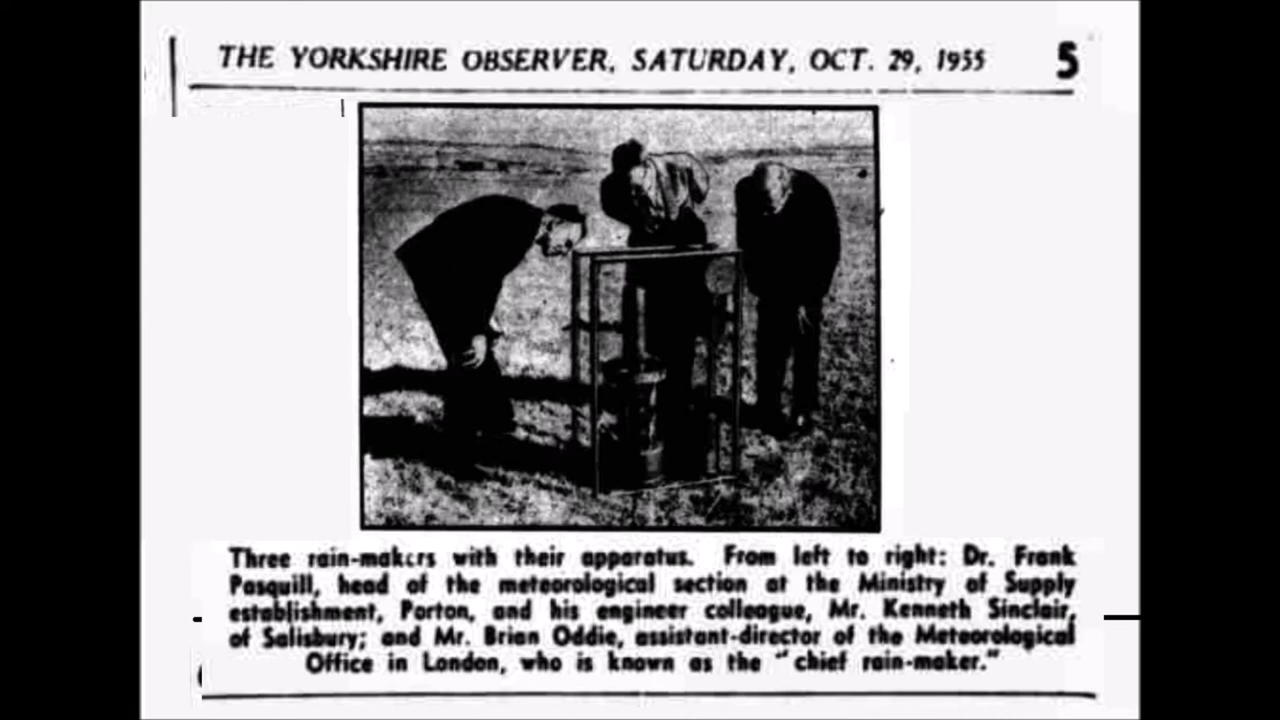 THE YORKSHIRE OBSERVER, SATURDAY, OCT. 29, 1955 5
Three rain-makers with their apparatus. From left to right: Dr. Frank
Pasquill, head of the meteorological section at the Ministry of Supply
establishment, Porton, and his engineer colleague, Mr. Kenneth Sinclair,
of Salisbury; and Mr. Brian Oddie, assistant-director of the Meteorological
Office in London, who is known as the "chief rain-maker."